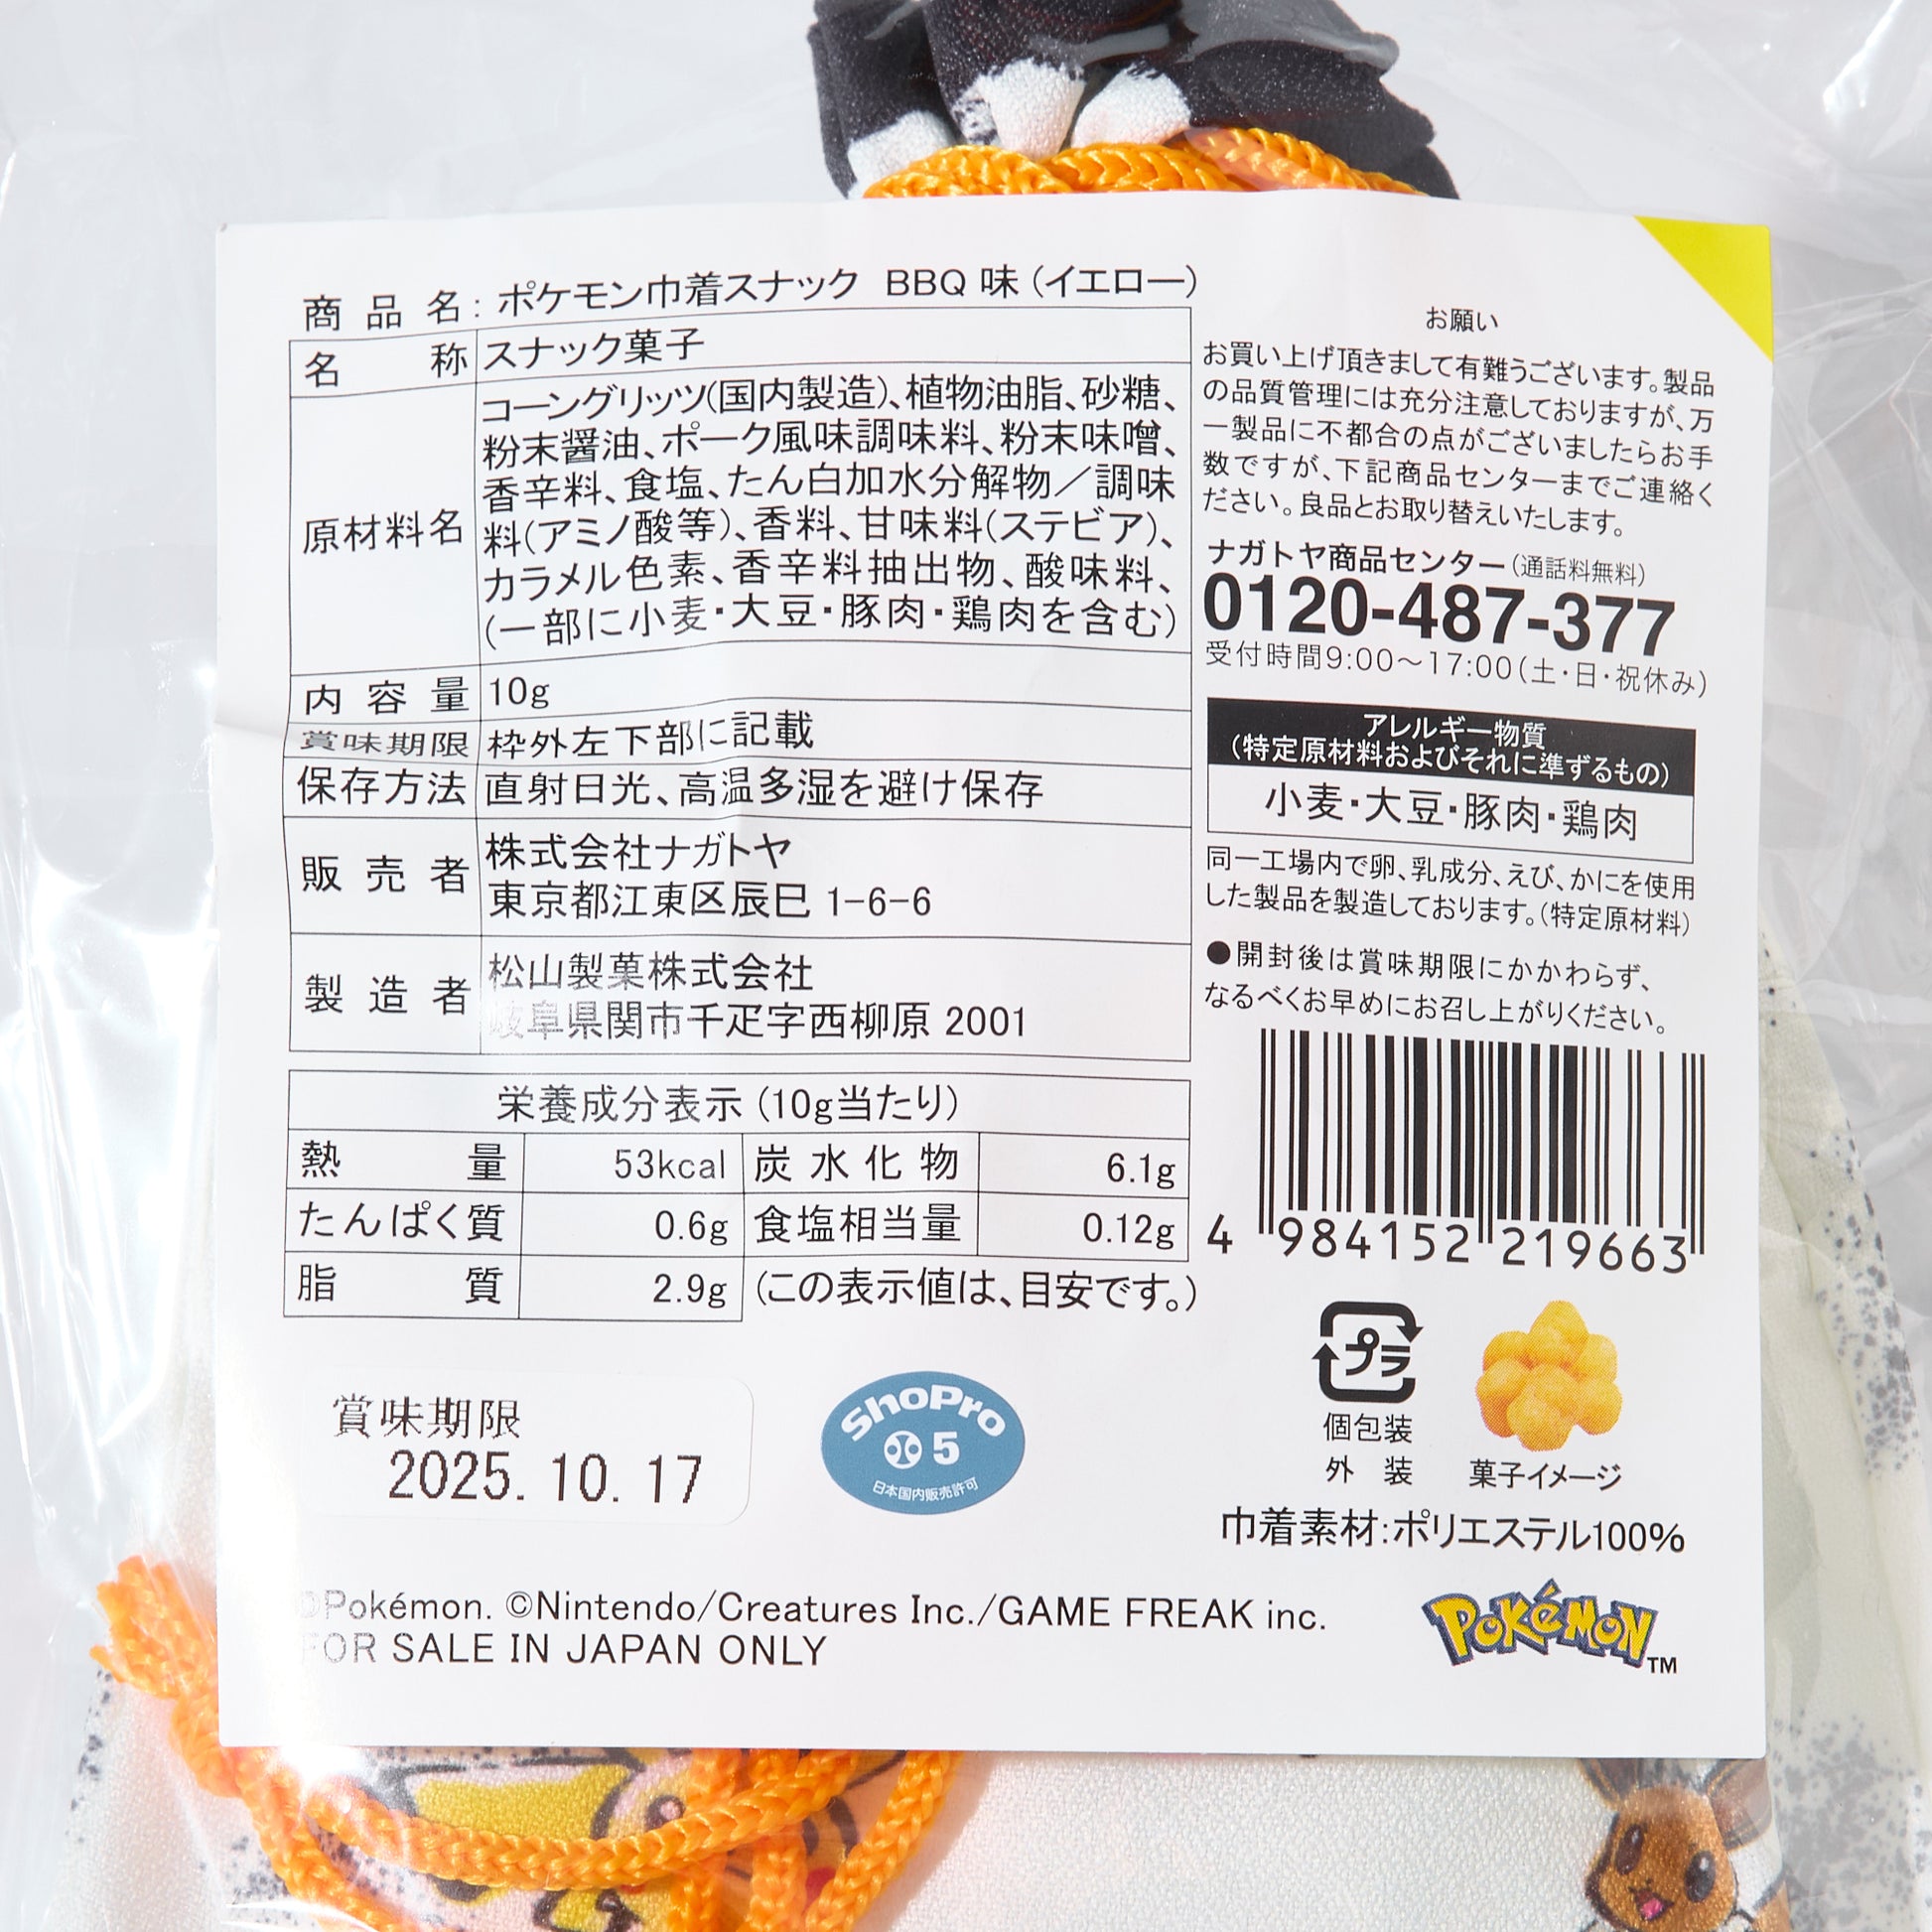 商品名：ポケモン巾着スナック BBQ 味（イエロー）
名称 スナック菓子
原材料名 コーングリッツ(国内製造)、植物油脂、砂糖、
粉末醤油、ポーク風味調味料、粉末味噌、
香辛料、食塩、たん白加水分解物／調味
料(アミノ酸等)、香料、甘味料(ステビア)、
カラメル色素、香辛料抽出物、酸味料、
(一部に小麦・大豆・豚肉・鶏肉を含む)
内容量 10g
賞味期限 枠外左下部に記載
保存方法 直射日光、高温多湿を避け保存
販売者 株式会社ナガトヤ
東京都江東区辰巳 1-6-6
製造者 松山製菓株式会社
岐阜県関市千疋字西柳原 2001
栄養成分表示 (10g当たり)
熱量 53kcal 炭水化物 6.1g
たんぱく質 0.6g 食塩相当量 0.12g
脂質 2.9g (この表示値は、目安です。)
賞味期限
2025.10.17
ShoPro
5
日本国内販売許可
©Pokémon. ©Nintendo/Creatures Inc./GAME FREAK inc.
FOR SALE IN JAPAN ONLY
お願い
お買い上げ頂きまして有難うございます。製品
の品質管理には充分注意しておりますが、万
一製品に不都合の点がございましたらお手
数ですが、下記商品センターまでご連絡く
ださい。良品とお取り替えいたします。
ナガトヤ商品センター(通話料無料)
0120-487-377
受付時間9:00～17:00(土・日・祝休み)
アレルギー物質
(特定原材料およびそれに準ずるもの)
小麦・大豆・豚肉・鶏肉
同一工場内で卵、乳成分、えび、かにを使用
した製品を製造しております。(特定原材料)
●開封後は賞味期限にかかわらず、
なるべくお早めにお召し上がりください。
4 984152 219663
プラ
個包装
外装
菓子イメージ
巾着素材:ポリエステル100%
POKéMON
TM